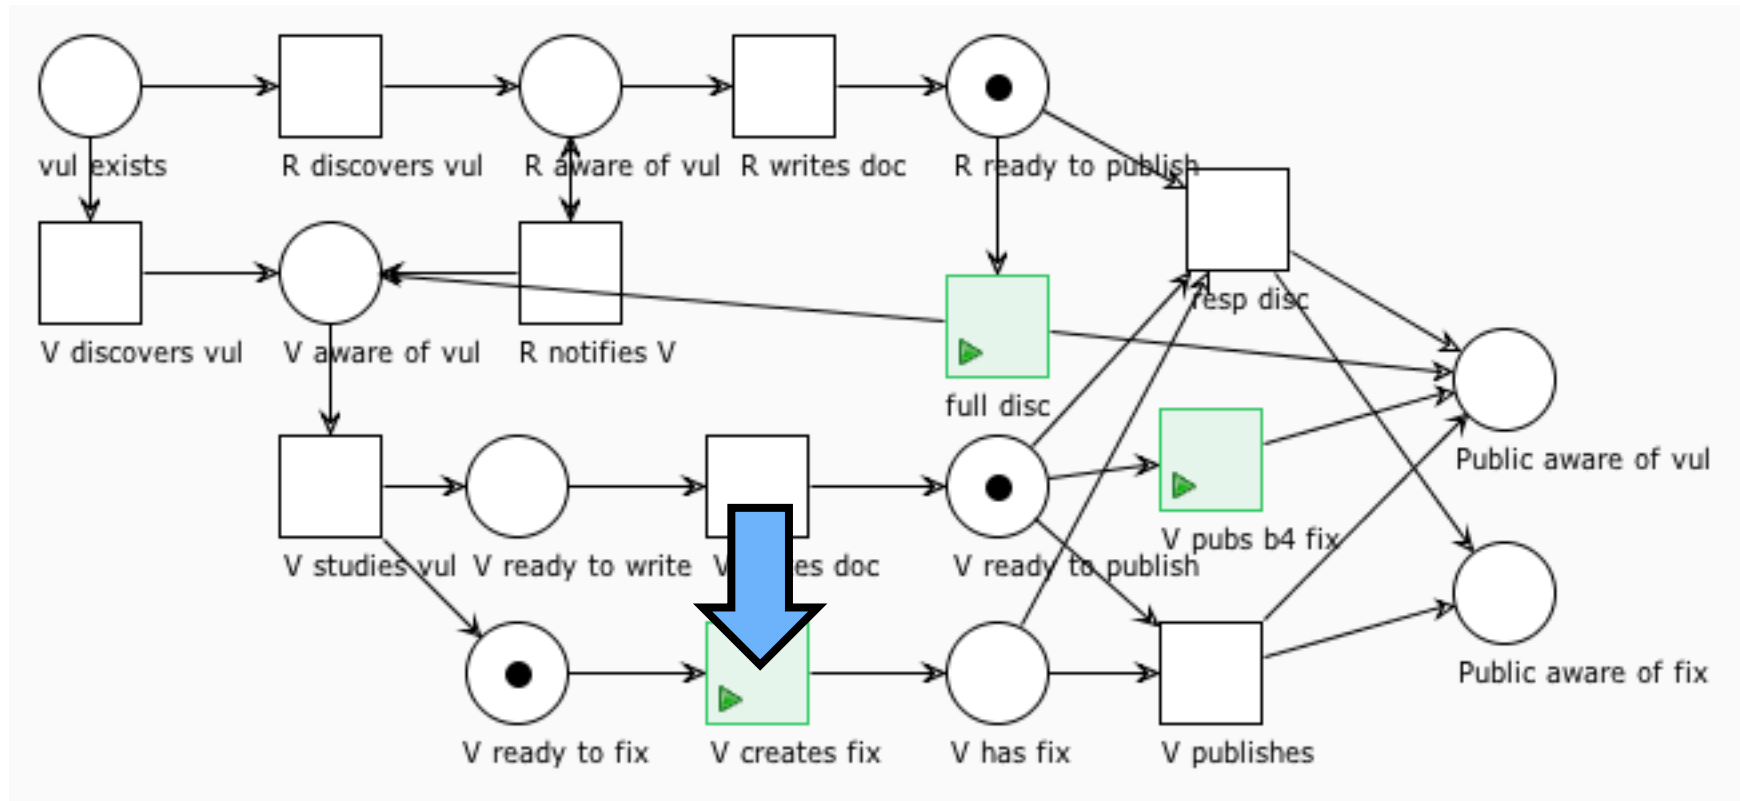 vul exists
R discovers vul
R aware of vul
R writes doc
R ready to publish
V discovers vul
V aware of vul
R notifies V
resp disc
full disc
Public aware of vul
V studies vul
V ready to write
V
es doc
V ready to publish
V pubs b4 fix
Public aware of fix
V ready to fix
V creates fix
V has fix
V publishes